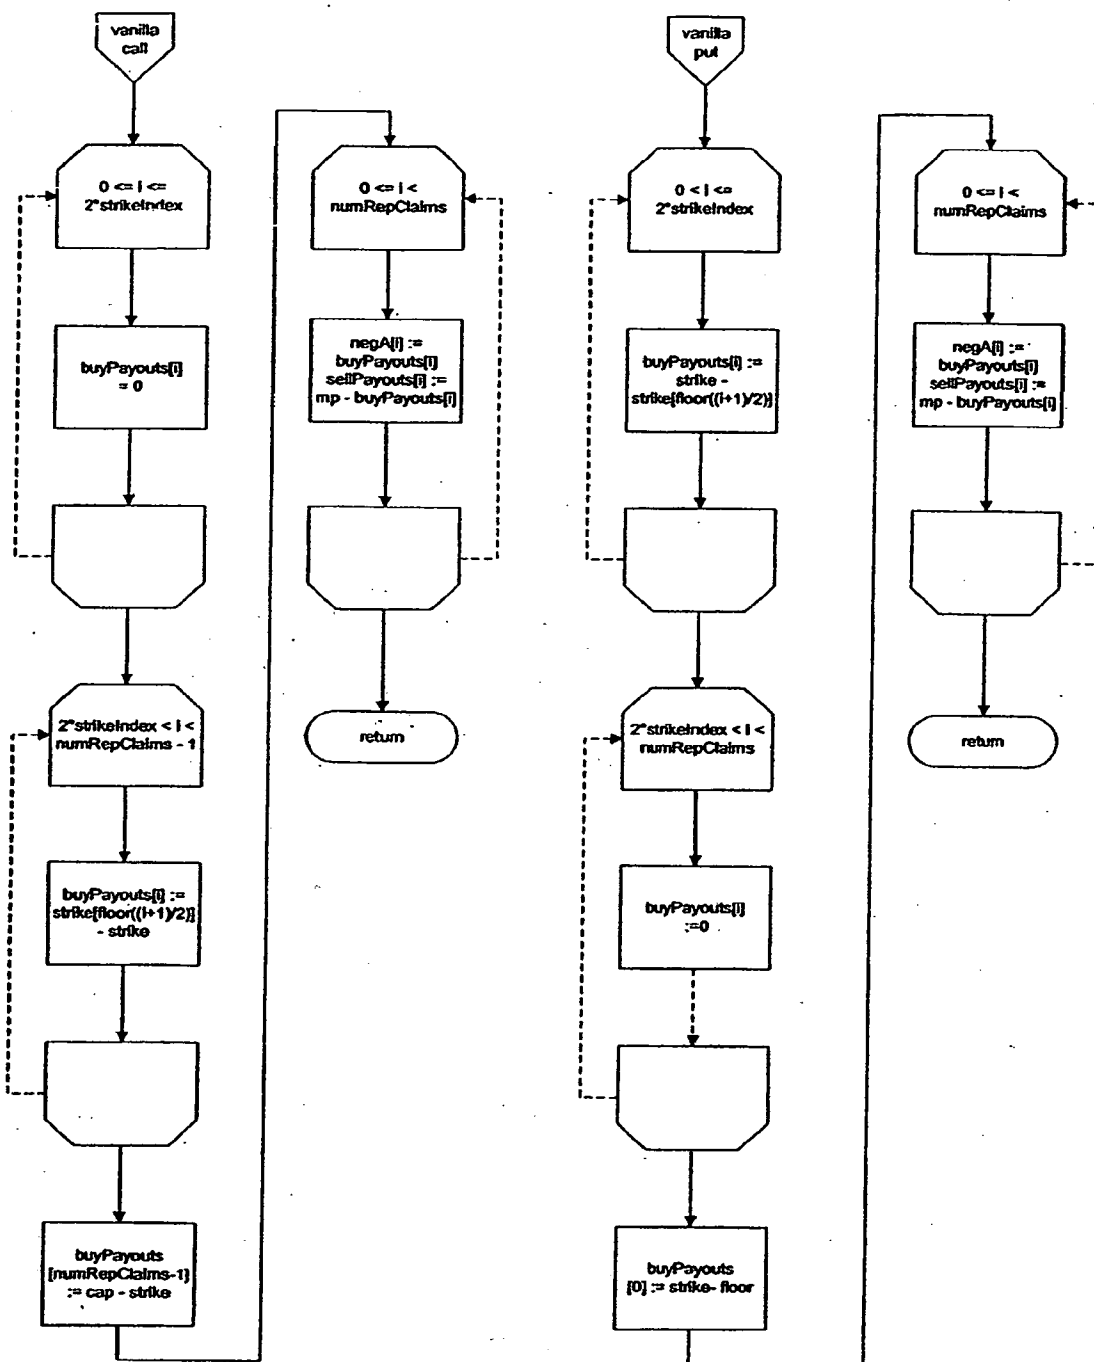 vanilla
call
0 <= i <=
2*strikeIndex
buyPayouts[i]
= 0
2*strikeIndex < i <
numRepClaims - 1
buyPayouts[i] :=
strike[floor((i+1)/2)]
- strike
buyPayouts
[numRepClaims-1]
:= cap - strike
0 <= i <
numRepClaims
negA[i] :=
buyPayouts[i]
sellPayouts[i] :=
mp - buyPayouts[i]
return
vanilla
put
0 < i <=
2*strikeIndex
buyPayouts[i] :=
strike -
strike[floor((i+1)/2)]
2*strikeIndex < i <
numRepClaims
buyPayouts[i]
:=0
buyPayouts
[0] := strike- floor
0 <= i <
numRepClaims
negA[i] :=
buyPayouts[i]
sellPayouts[i] :=
mp - buyPayouts[i]
return